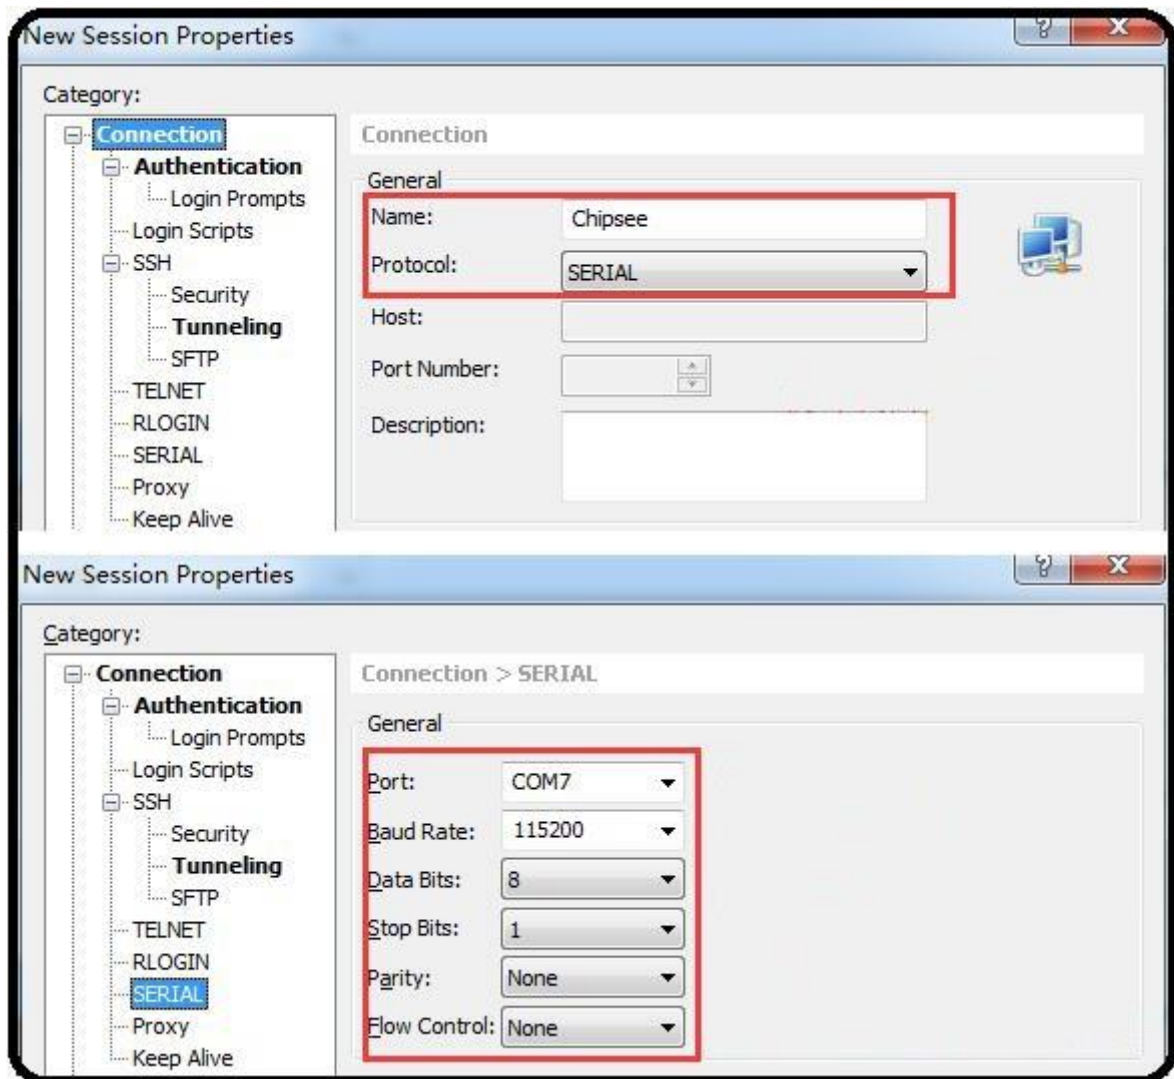 New Session Properties
Category:
Connection
Authentication
Login Prompts
Login Scripts
SSH
Security
Tunneling
SFTP
TELNET
RLOGIN
SERIAL
Proxy
Keep Alive
Connection
General
Name: Chipsee
Protocol: SERIAL
Host:
Port Number:
Description:
New Session Properties
Category:
Connection
Authentication
Login Prompts
Login Scripts
SSH
Security
Tunneling
SFTP
TELNET
RLOGIN
SERIAL
Proxy
Keep Alive
Connection > SERIAL
General
Port: COM7
Baud Rate: 115200
Data Bits: 8
Stop Bits: 1
Parity: None
Flow Control: None